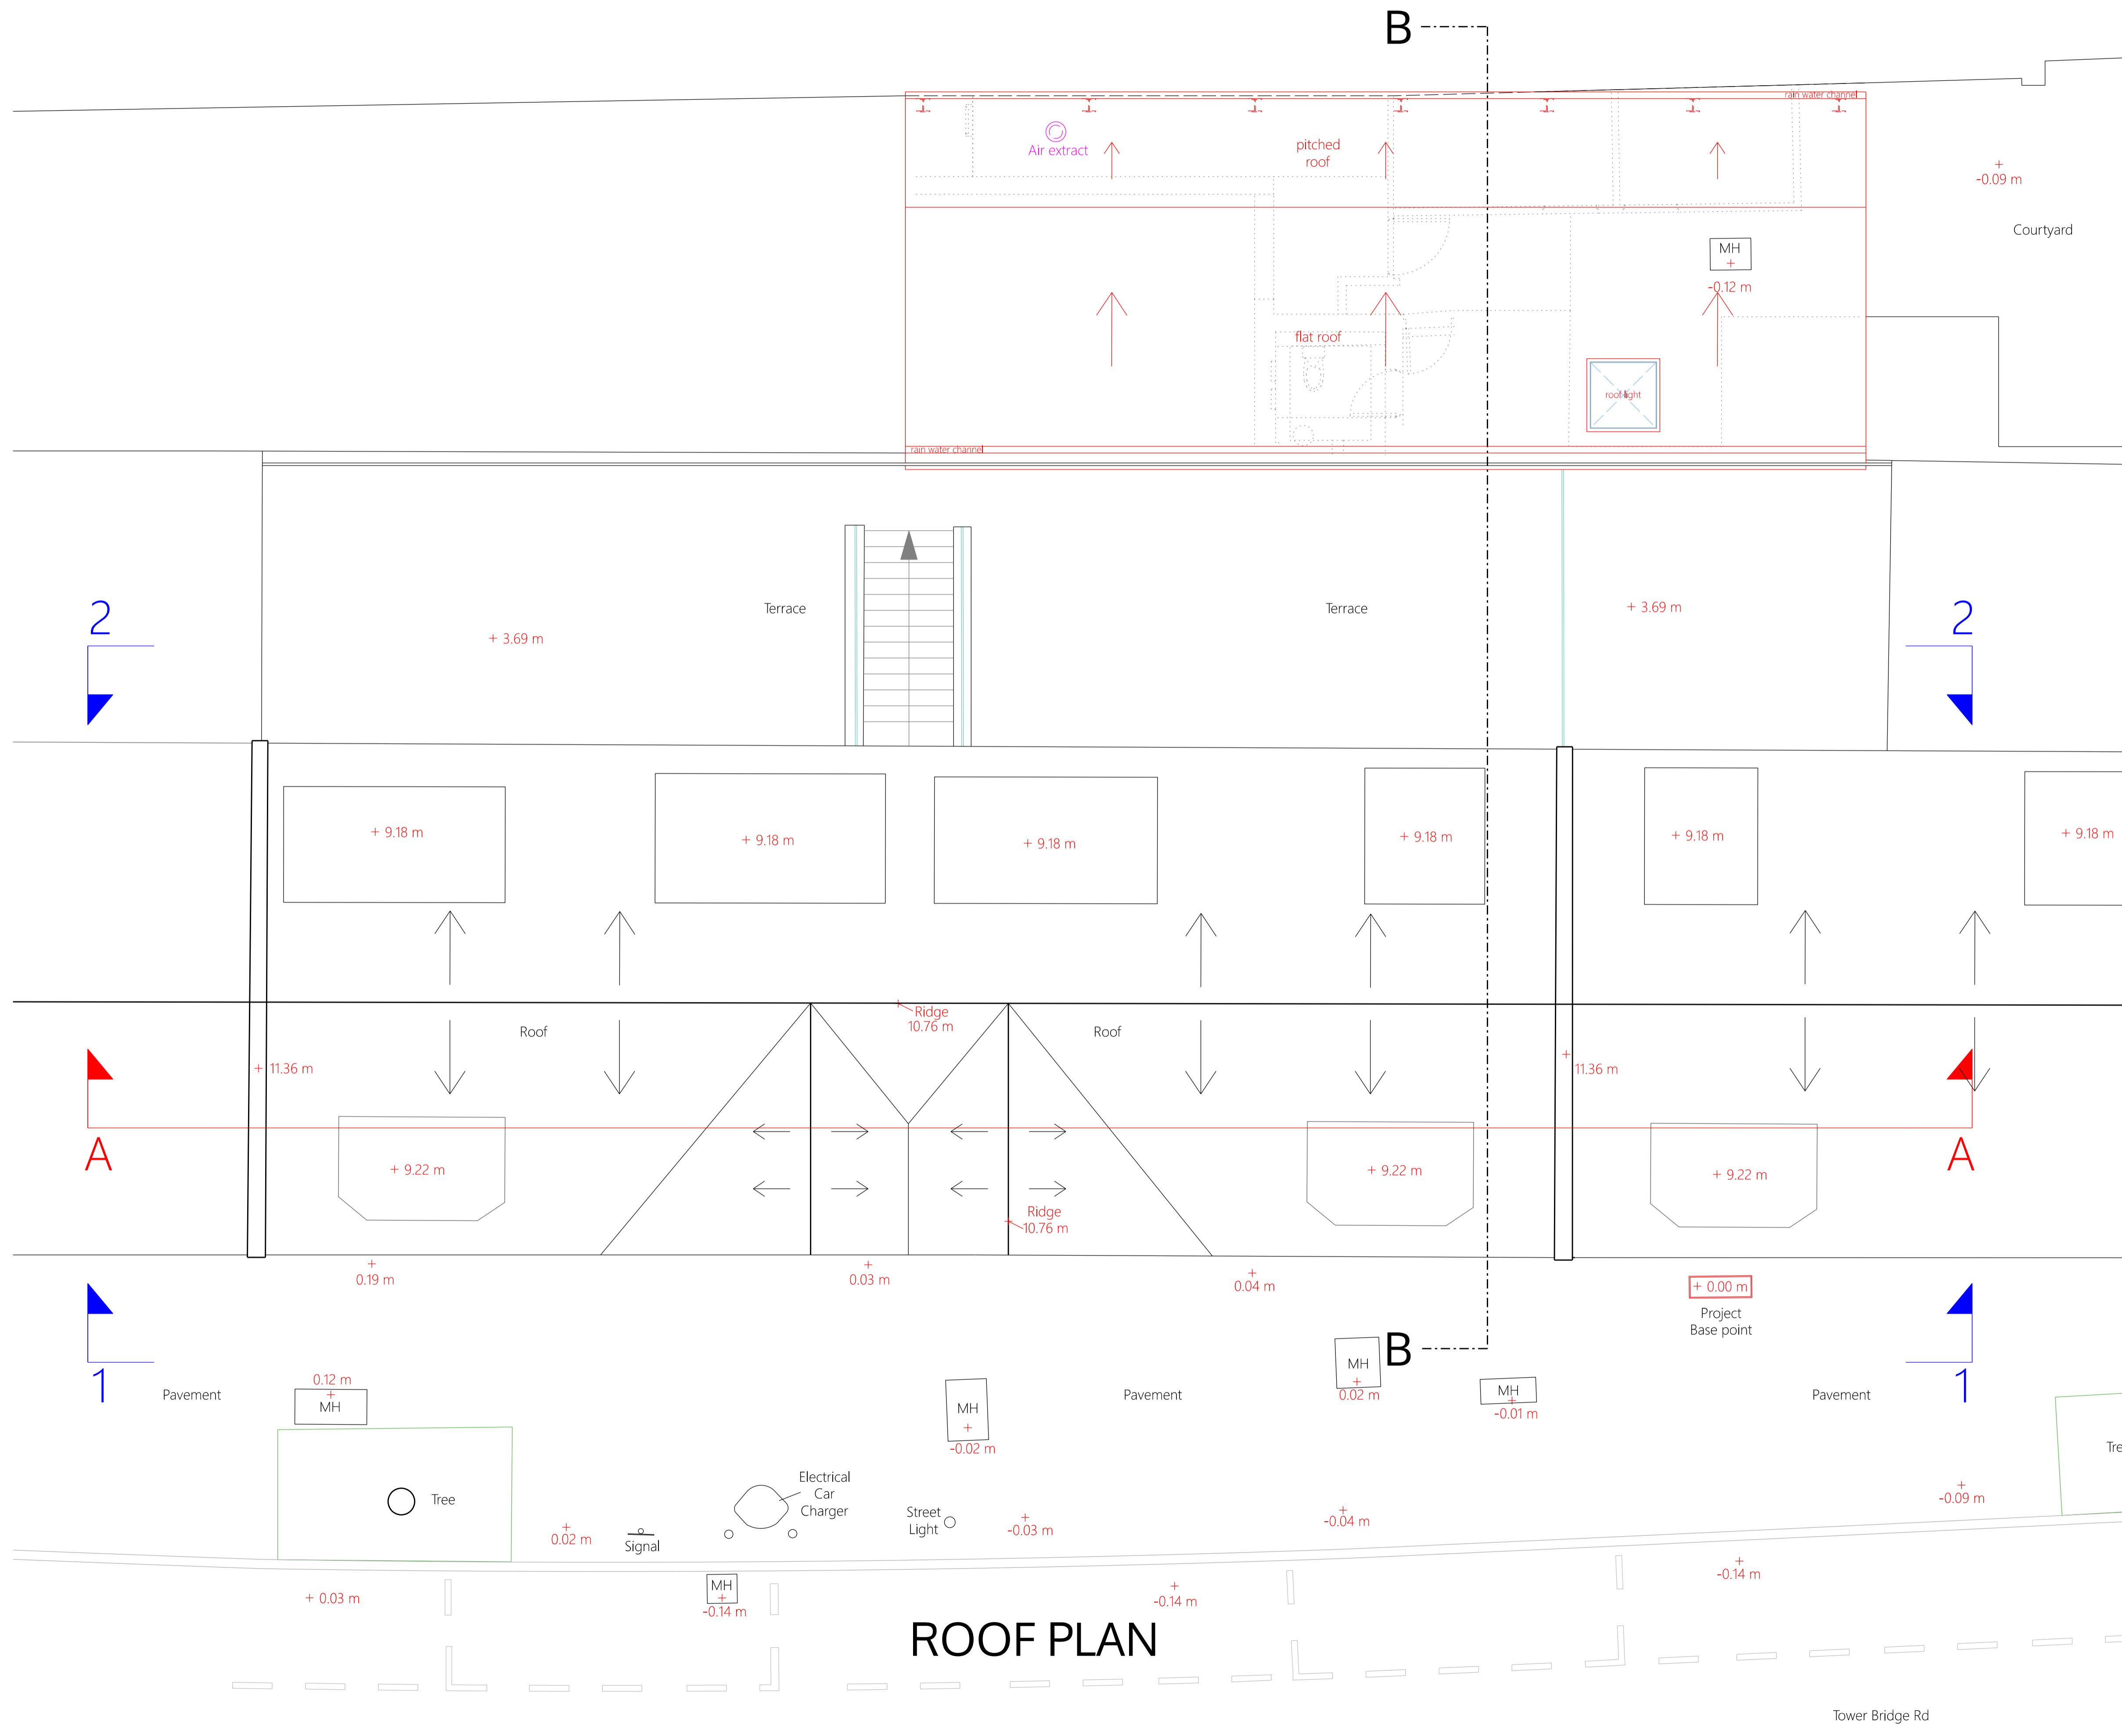 B
rain water channel
Air extract
pitched
roof
-0.09 m
Courtyard
MH
-0.12 m
flat roof
roof light
rain water channel
2
2
Terrace
Terrace
+ 3.69 m
+ 3.69 m
+ 9.18 m
+ 9.18 m
+ 9.18 m
+ 9.18 m
+ 9.18 m
+ 9.18 m
Ridge
10.76 m
Roof
Roof
+ 11.36 m
11.36 m
A
A
+ 9.22 m
+ 9.22 m
+ 9.22 m
Ridge
10.76 m
0.19 m
0.03 m
0.04 m
+ 0.00 m
Project
Base point
B
1
1
Pavement
0.12 m
MH
MH
-0.02 m
Pavement
MH
0.02 m
MH
-0.01 m
Pavement
Tree
Tre
Electrical
Car
Charger
Street
Light
0.02 m
Signal
-0.03 m
-0.04 m
-0.09 m
+ 0.03 m
MH
-0.14 m
-0.14 m
-0.14 m
ROOF PLAN
Tower Bridge Rd